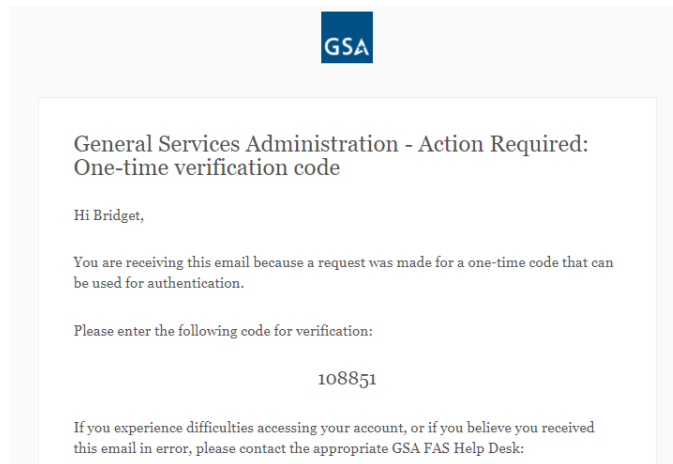 GSA
General Services Administration - Action Required:
One-time verification code
Hi Bridget,
You are receiving this email because a request was made for a one-time code that can
be used for authentication.
Please enter the following code for verification:
108851
If you experience difficulties accessing your account, or if you believe you received
this email in error, please contact the appropriate GSA FAS Help Desk: